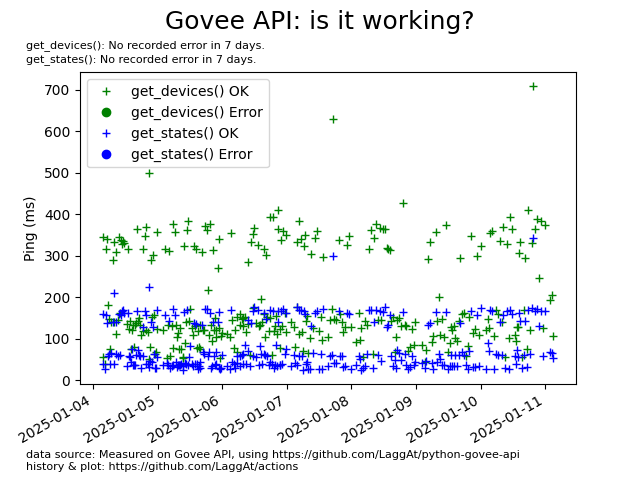 Govee API: is it working?
get_devices(): No recorded error in 7 days.
get_states(): No recorded error in 7 days.
get_devices() OK
get_devices() Error
get_states() OK
get_states() Error
Ping (ms)
700
600
500
400
300
200
100
0
2025-01-04
2025-01-05
2025-01-06
2025-01-07
2025-01-08
2025-01-09
2025-01-10
2025-01-11
data source: Measured on Govee API, using https://github.com/LaggAt/python-govee-api
history & plot: https://github.com/LaggAt/actions